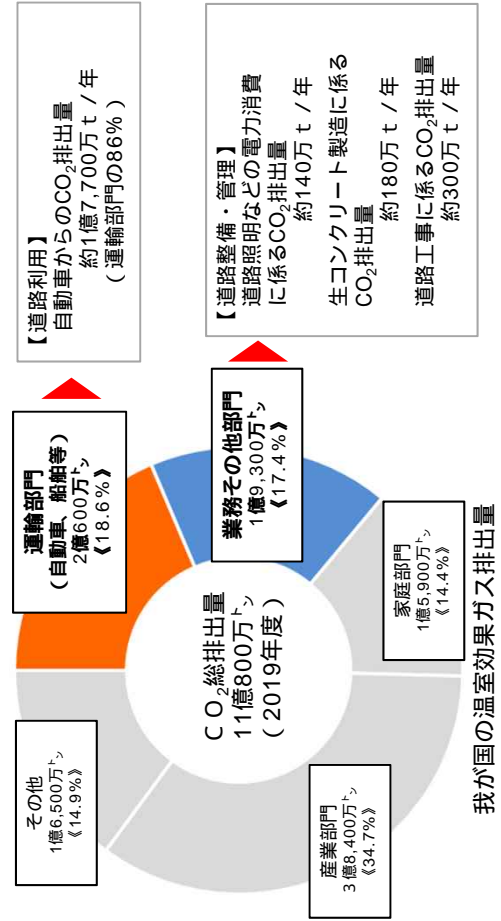 その他
1億6,500万㌧
《14.9%》
運輸部門
(自動車、船舶等)
2億600万㌧
《18.6%》
業務その他部門
1億9,300万㌧
《17.4%》
家庭部門
1億5,900万㌧
《14.4%》
産業部門
3億8,400万㌧
《34.7%》
CO₂総排出量
11億800万㌧
(2019年度)
我が国の温室効果ガス排出量
【道路利用】
自動車からのCO₂排出量
約1億7,700万t/年
(運輸部門の86%)
【道路整備・管理】
道路照明などの電力消費
に係るCO₂排出量
約140万t/年
生コンクリート製造に係る
CO₂排出量
約180万t/年
道路工事に係るCO₂排出量
約300万t/年